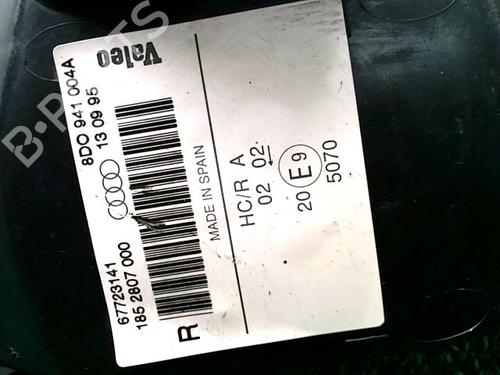 Valeo
8D0 941 004A
13 09 95
67723141
185 2807 000
R
MADE IN SPAIN
HC/R A
02 02
20 E9
5070
B-PARTS